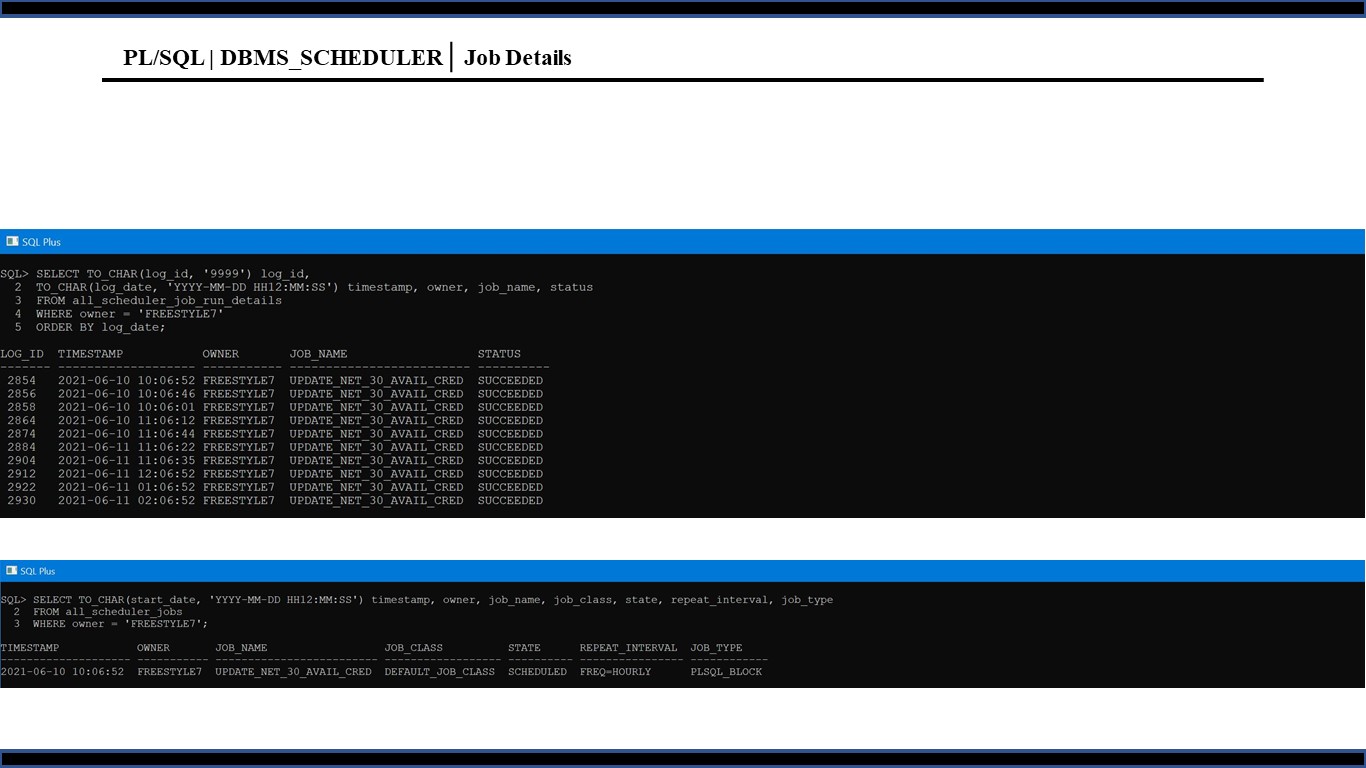 PL/SQL | DBMS_SCHEDULER | Job Details
SQL Plus
SQL> SELECT TO_CHAR(log_id, '9999') log_id,
2 TO_CHAR(log_date, 'YYYY-MM-DD HH12:MM:SS') timestamp, owner, job_name, status
3 FROM all_scheduler_job_run_details
4 WHERE owner = 'FREESTYLE7'
5 ORDER BY log_date;
LOG_ID TIMESTAMP OWNER JOB_NAME STATUS
------- ------------------- ----------- ------------------------- ----------
2854 2021-06-10 10:06:52 FREESTYLE7 UPDATE_NET_30_AVAIL_CRED SUCCEEDED
2856 2021-06-10 10:06:46 FREESTYLE7 UPDATE_NET_30_AVAIL_CRED SUCCEEDED
2858 2021-06-10 10:06:01 FREESTYLE7 UPDATE_NET_30_AVAIL_CRED SUCCEEDED
2864 2021-06-10 11:06:12 FREESTYLE7 UPDATE_NET_30_AVAIL_CRED SUCCEEDED
2874 2021-06-10 11:06:44 FREESTYLE7 UPDATE_NET_30_AVAIL_CRED SUCCEEDED
2884 2021-06-11 11:06:22 FREESTYLE7 UPDATE_NET_30_AVAIL_CRED SUCCEEDED
2904 2021-06-11 11:06:35 FREESTYLE7 UPDATE_NET_30_AVAIL_CRED SUCCEEDED
2912 2021-06-11 12:06:52 FREESTYLE7 UPDATE_NET_30_AVAIL_CRED SUCCEEDED
2922 2021-06-11 01:06:52 FREESTYLE7 UPDATE_NET_30_AVAIL_CRED SUCCEEDED
2930 2021-06-11 02:06:52 FREESTYLE7 UPDATE_NET_30_AVAIL_CRED SUCCEEDED
SQL Plus
SQL> SELECT TO_CHAR(start_date, 'YYYY-MM-DD HH12:MM:SS') timestamp, owner, job_name, job_class, state, repeat_interval, job_type
2 FROM all_scheduler_jobs
3 WHERE owner = 'FREESTYLE7';
TIMESTAMP OWNER JOB_NAME JOB_CLASS STATE REPEAT_INTERVAL JOB_TYPE
-------------------- ----------- ------------------------- ------------------ ---------- ---------------- ------------
2021-06-10 10:06:52 FREESTYLE7 UPDATE_NET_30_AVAIL_CRED DEFAULT_JOB_CLASS SCHEDULED FREQ=HOURLY PLSQL_BLOCK